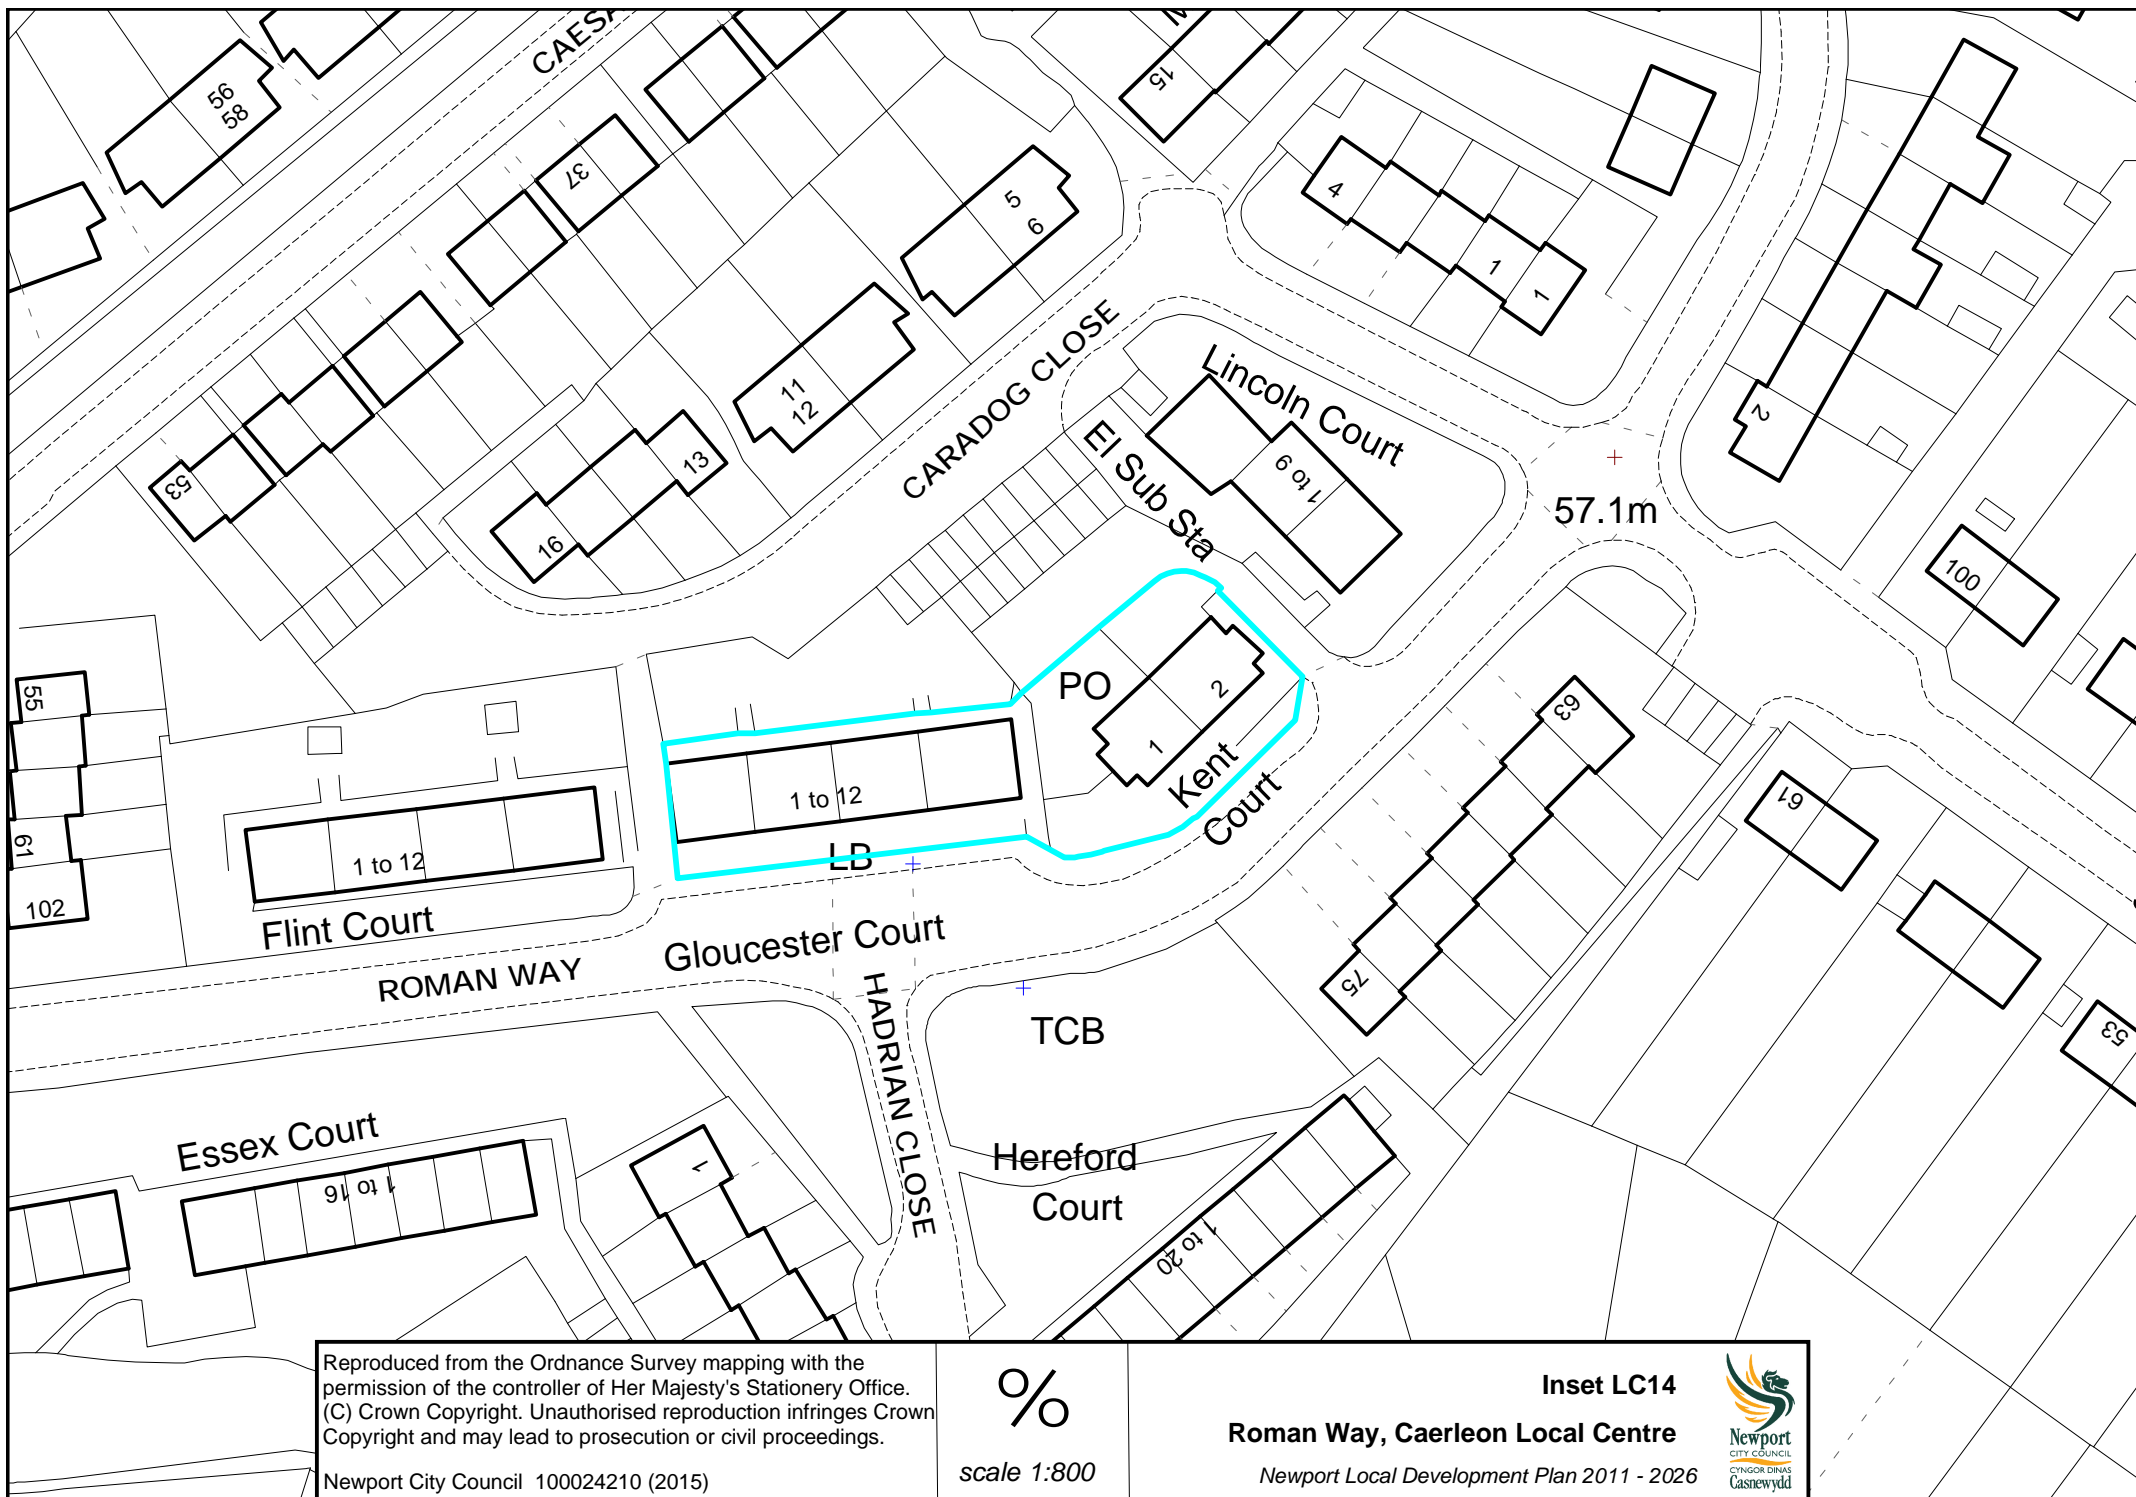 CAESA
M
56
58
15
37
5
6
4
1
1
CARADOG CLOSE
11
12
Lincoln Court
1 to 9
El Sub Sta
2
57.1m
13
53
16
100
55
PO
2
1
Kent
Court
63
61
1 to 12
LB
1 to 12
61
102
Flint Court
Gloucester Court
ROMAN WAY
HADRIAN CLOSE
75
TCB
53
Essex Court
1 to 16
1
Hereford
Court
1 to 20
Reproduced from the Ordnance Survey mapping with the
permission of the controller of Her Majesty's Stationery Office.
(C) Crown Copyright. Unauthorised reproduction infringes Crown
Copyright and may lead to prosecution or civil proceedings.
Newport City Council 100024210 (2015)
%
scale 1:800
Inset LC14
Roman Way, Caerleon Local Centre
Newport Local Development Plan 2011 - 2026
Newport
CITY COUNCIL
CYNGOR DINAS
Casnewydd